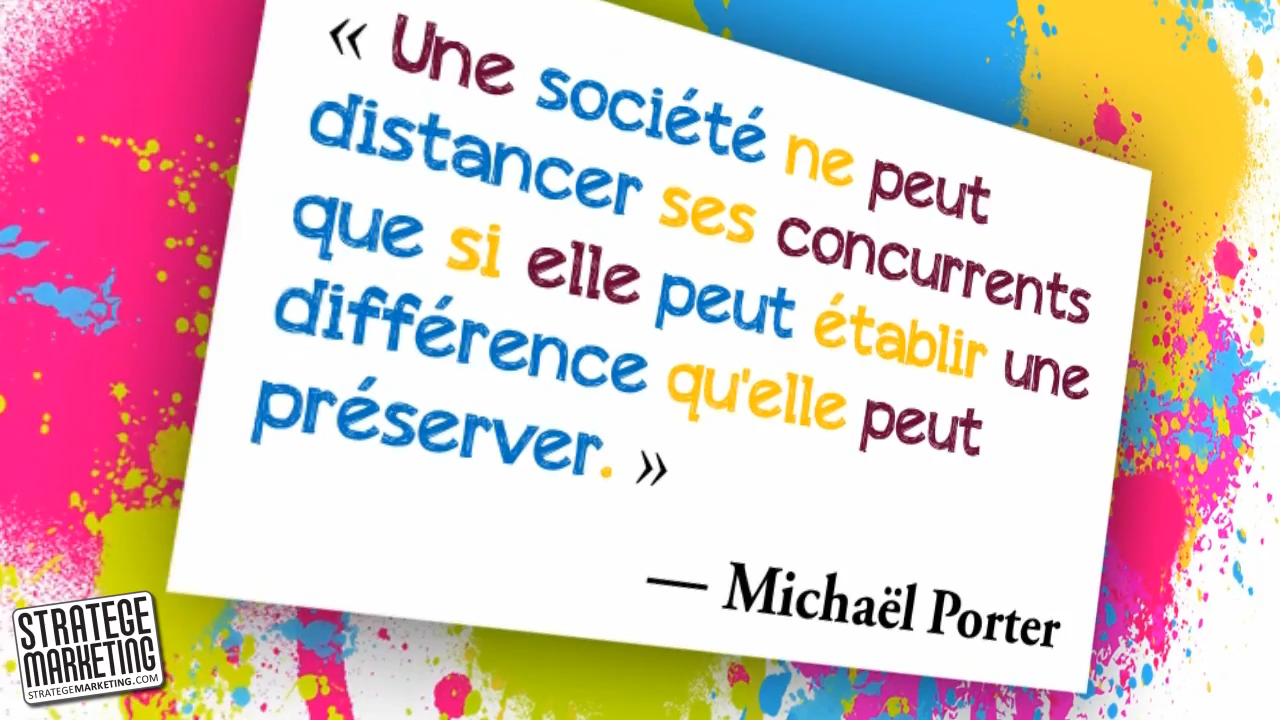 « Une société ne peut
distancer ses concurrents
que si elle peut établir une
différence qu'elle peut
préserver. »
— Michaël Porter
STRATEGE
MARKETING
STRATEGEMARKETING.COM